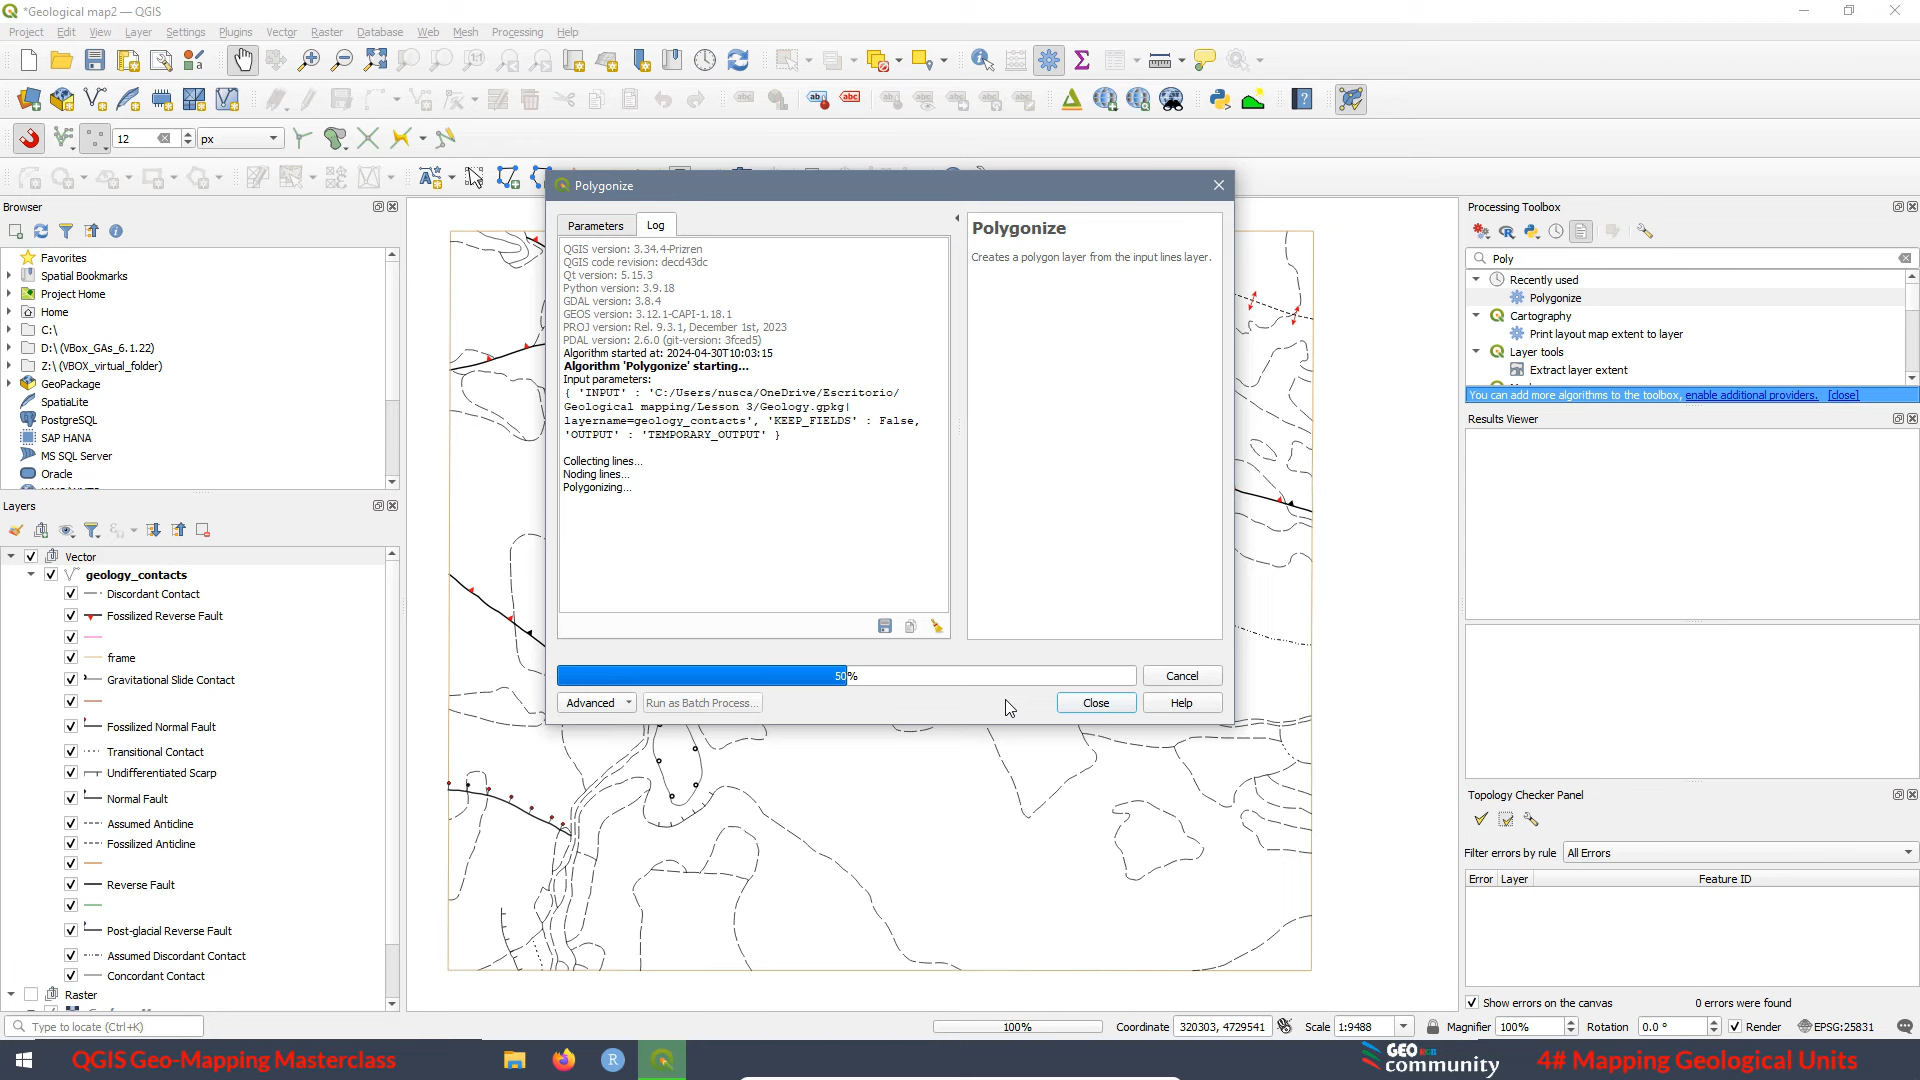 *Geological map2 — QGIS
Project Edit View Layer Settings Plugins Vector Raster Database Web Mesh Processing Help
12 px
Browser
Favorites
Spatial Bookmarks
Project Home
Home
C:\
D:\ (VBox_GAs_6.1.22)
Z:\ (VBOX_virtual_folder)
GeoPackage
SpatiaLite
PostgreSQL
SAP HANA
MS SQL Server
Oracle
Layers
Vector
geology_contacts
Discordant Contact
Fossilized Reverse Fault
frame
Gravitational Slide Contact
Fossilized Normal Fault
Transitional Contact
Undifferentiated Scarp
Normal Fault
Assumed Anticline
Fossilized Anticline
Reverse Fault
Post-glacial Reverse Fault
Assumed Discordant Contact
Concordant Contact
Raster
Polygonize
Parameters Log
QGIS version: 3.34.4-Prizren
QGIS code revision: decd43dc
Qt version: 5.15.3
Python version: 3.9.18
GDAL version: 3.8.4
GEOS version: 3.12.1-CAPI-1.18.1
PROJ version: Rel. 9.3.1, December 1st, 2023
PDAL version: 2.6.0 (git-version: 3fced5)
Algorithm started at: 2024-04-30T10:03:15
Algorithm 'Polygonize' starting...
Input parameters:
{ 'INPUT' : 'C:/Users/nusca/OneDrive/Escritorio/
Geological mapping/Lesson 3/Geology.gpkg|
layername=geology_contacts', 'KEEP_FIELDS' : False,
'OUTPUT' : 'TEMPORARY_OUTPUT' }
Collecting lines...
Noding lines...
Polygonizing...
Polygonize
Creates a polygon layer from the input lines layer.
50% Cancel
Advanced Run as Batch Process... Close Help
Processing Toolbox
Poly
Recently used
Polygonize
Cartography
Print layout map extent to layer
Layer tools
Extract layer extent
You can add more algorithms to the toolbox, enable additional providers. [close]
Results Viewer
Topology Checker Panel
Filter errors by rule All Errors
Error Layer Feature ID
Show errors on the canvas 0 errors were found
Type to locate (Ctrl+K) 100% Coordinate 320303, 4729541 Scale 1:9488 Magnifier 100% Rotation 0.0 ° Render EPSG:25831
QGIS Geo-Mapping Masterclass R GEO community 4# Mapping Geological Units